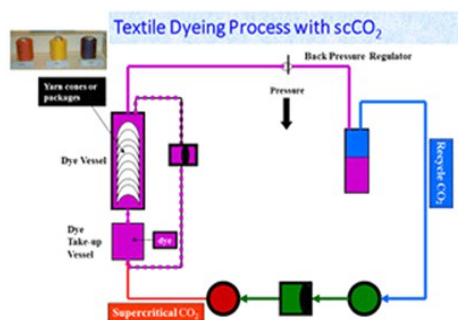 Textile Dyeing Process with scCO₂
Back Pressure Regulator
Yarn cones or
packages
Pressure
Dye Vessel
Recycle CO₂
Dye
Take-up
Vessel
dye
Supercritical CO₂